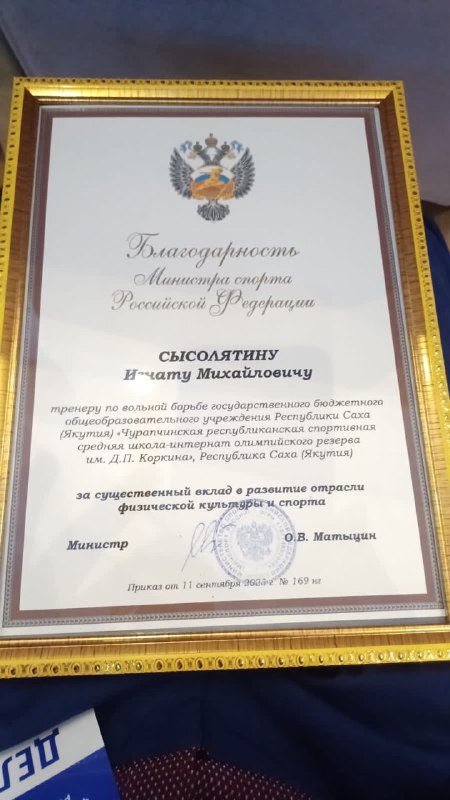 Благодарность
Министра спорта
Российской Федерации
СЫСОЛЯТИНУ
Игнату Михайловичу
тренеру по вольной борьбе государственного бюджетного
общеобразовательного учреждения Республики Саха
(Якутия) «Чурапчинская республиканская спортивная
средняя школа-интернат олимпийского резерва
им. Д.П. Коркина», Республика Саха (Якутия)
за существенный вклад в развитие отрасли
физической культуры и спорта
Министр
О.В. Матыцин
Приказ от 11 сентября 2023 г. № 169 нг